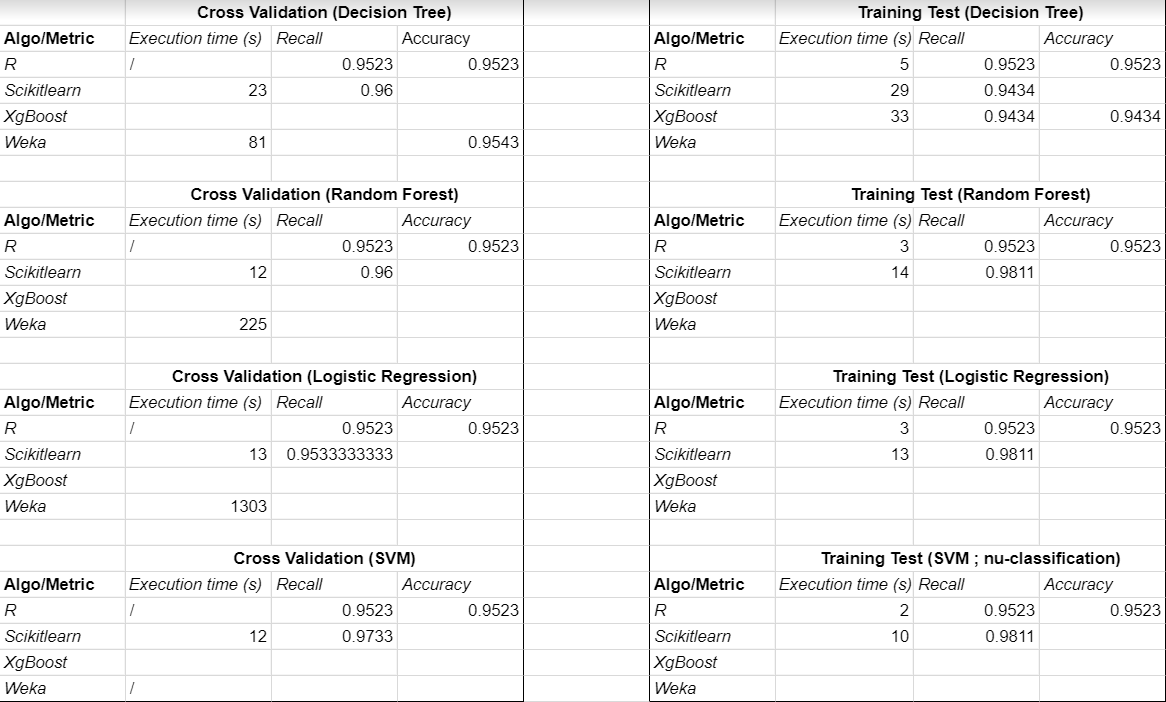 Cross Validation (Decision Tree) Training Test (Decision Tree)
Algo/Metric Execution time (s) Recall Accuracy Algo/Metric Execution time (s) Recall Accuracy
R / 0.9523 0.9523 R 5 0.9523 0.9523
Scikitlearn 23 0.96 Scikitlearn 29 0.9434
XgBoost XgBoost 33 0.9434 0.9434
Weka 81 0.9543 Weka
Cross Validation (Random Forest) Training Test (Random Forest)
Algo/Metric Execution time (s) Recall Accuracy Algo/Metric Execution time (s) Recall Accuracy
R / 0.9523 0.9523 R 3 0.9523 0.9523
Scikitlearn 12 0.96 Scikitlearn 14 0.9811
XgBoost XgBoost
Weka 225 Weka
Cross Validation (Logistic Regression) Training Test (Logistic Regression)
Algo/Metric Execution time (s) Recall Accuracy Algo/Metric Execution time (s) Recall Accuracy
R / 0.9523 0.9523 R 3 0.9523 0.9523
Scikitlearn 13 0.9533333333 Scikitlearn 13 0.9811
XgBoost XgBoost
Weka 1303 Weka
Cross Validation (SVM) Training Test (SVM ; nu-classification)
Algo/Metric Execution time (s) Recall Accuracy Algo/Metric Execution time (s) Recall Accuracy
R / 0.9523 0.9523 R 2 0.9523 0.9523
Scikitlearn 12 0.9733 Scikitlearn 10 0.9811
XgBoost XgBoost
Weka / Weka